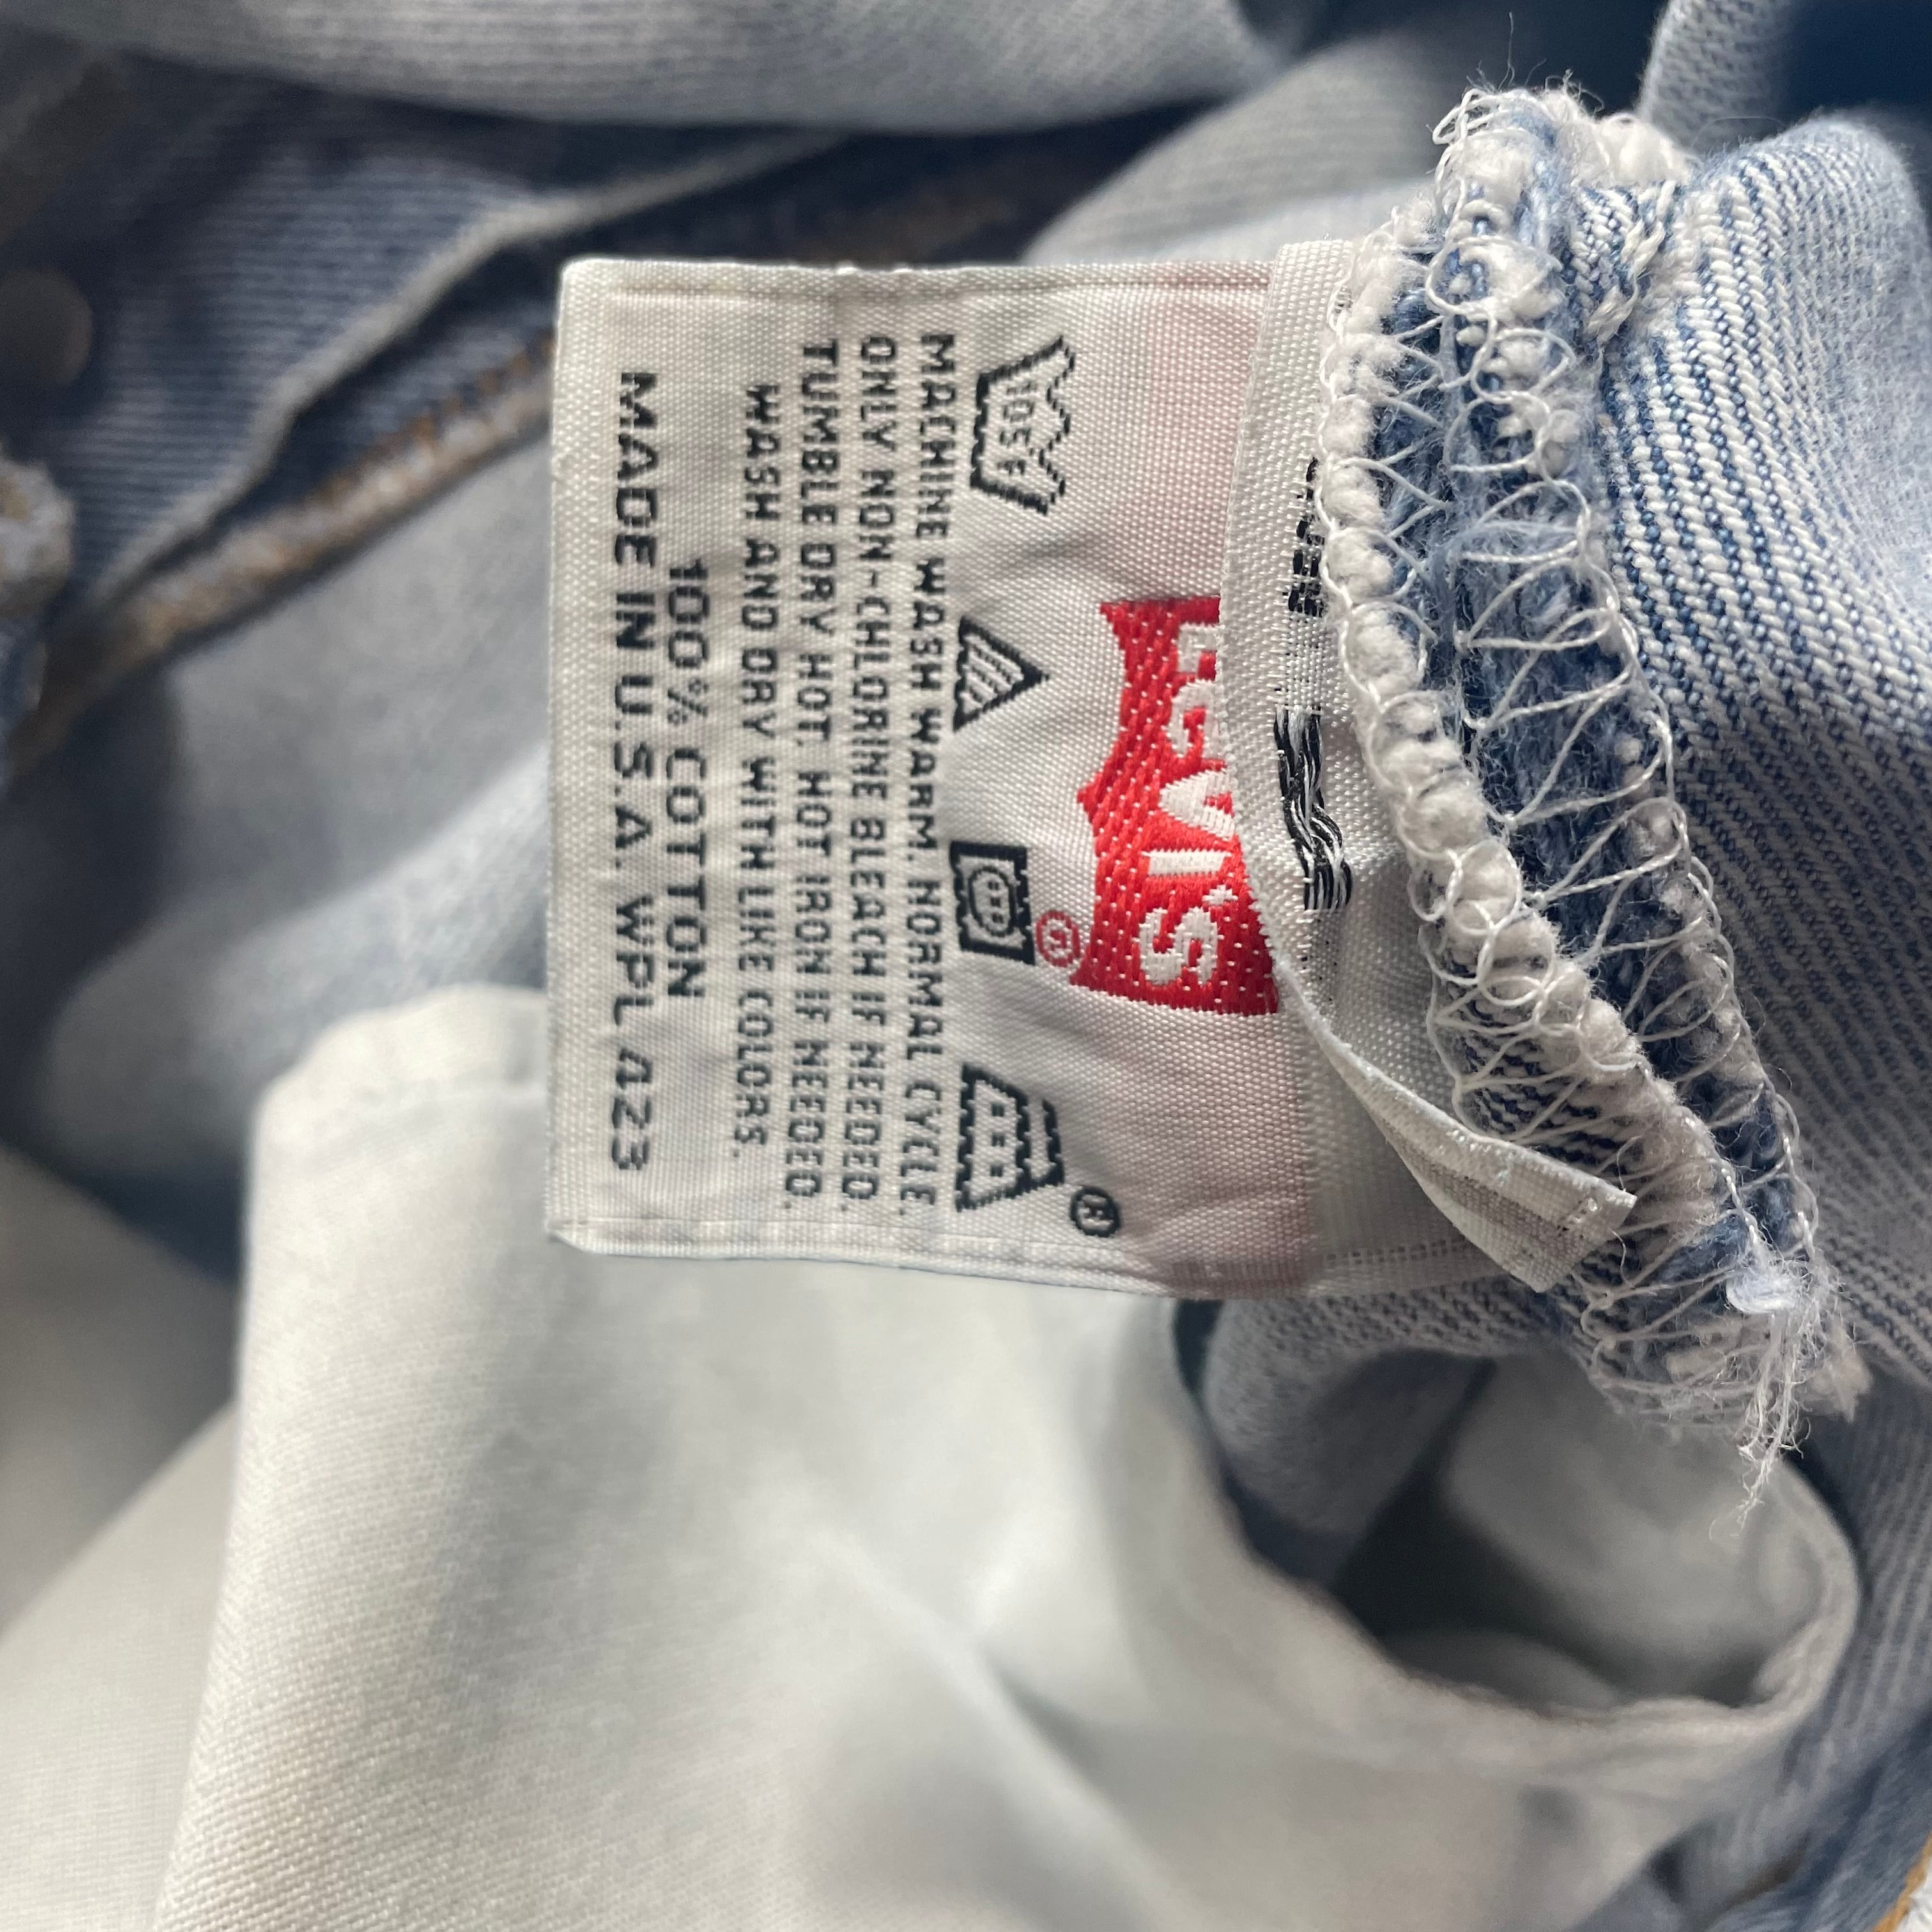 Levi's
®
105°F
®
MACHINE WASH WARM. NORMAL CYCLE.
ONLY NON-CHLORINE BLEACH IF NEEDED.
TUMBLE DRY HOT. HOT IRON IF NEEDED.
WASH AND DRY WITH LIKE COLORS.
100% COTTON
MADE IN U.S.A. WPL 423